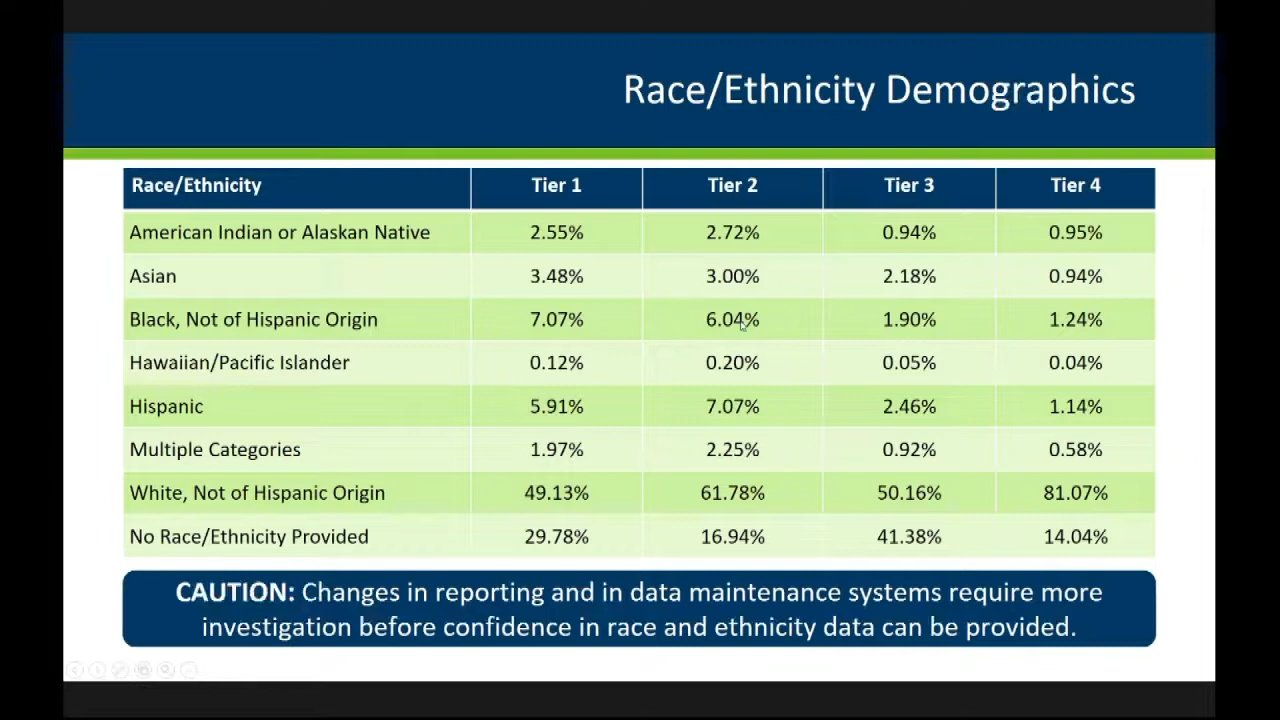 Race/Ethnicity Demographics
Race/Ethnicity Tier 1 Tier 2 Tier 3 Tier 4
American Indian or Alaskan Native 2.55% 2.72% 0.94% 0.95%
Asian 3.48% 3.00% 2.18% 0.94%
Black, Not of Hispanic Origin 7.07% 6.04% 1.90% 1.24%
Hawaiian/Pacific Islander 0.12% 0.20% 0.05% 0.04%
Hispanic 5.91% 7.07% 2.46% 1.14%
Multiple Categories 1.97% 2.25% 0.92% 0.58%
White, Not of Hispanic Origin 49.13% 61.78% 50.16% 81.07%
No Race/Ethnicity Provided 29.78% 16.94% 41.38% 14.04%
CAUTION: Changes in reporting and in data maintenance systems require more
investigation before confidence in race and ethnicity data can be provided.